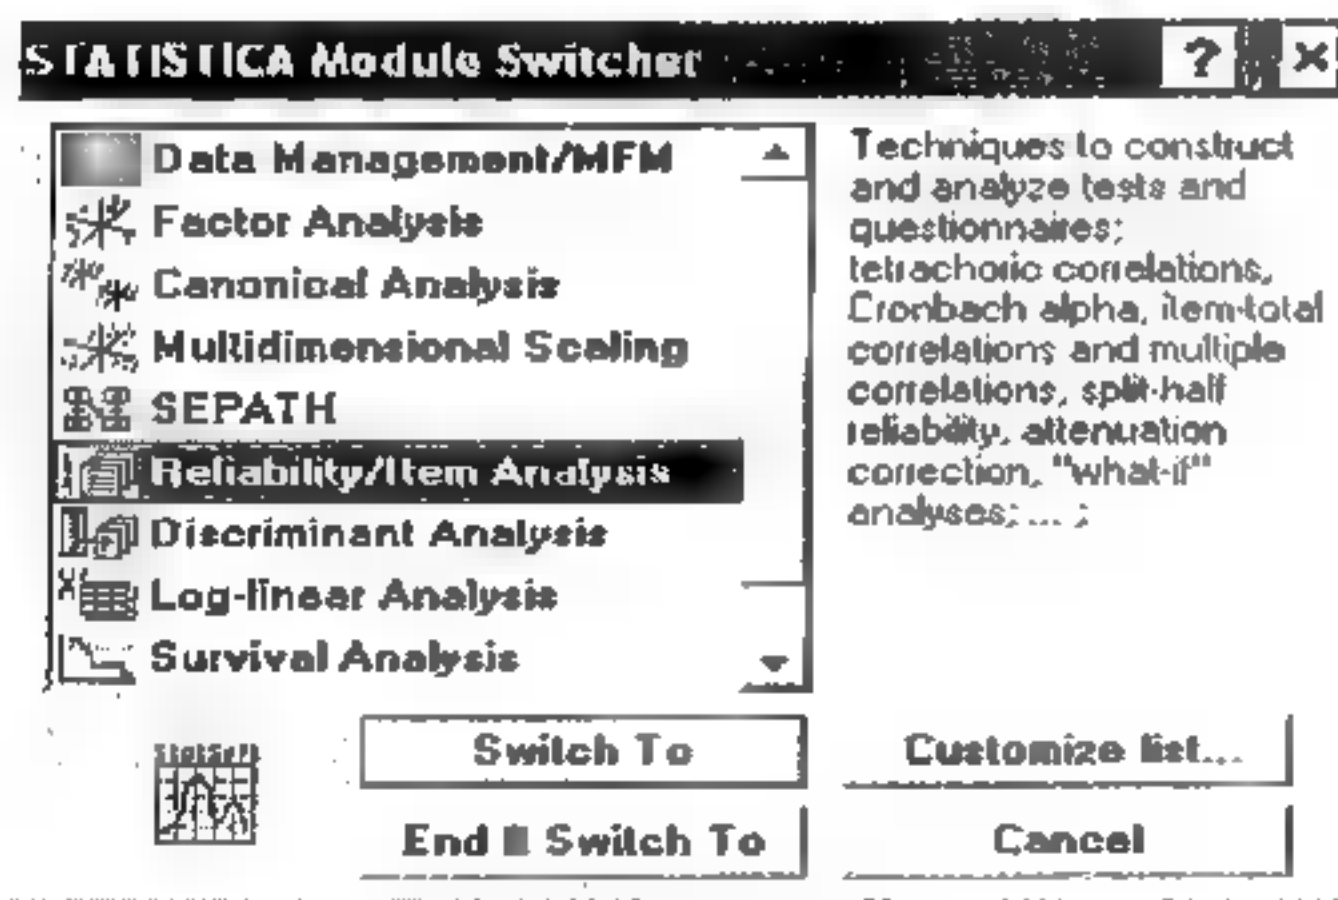 STATISTICA Module Switcher
Data Management/MFM
Factor Analysis
Canonical Analysis
Multidimensional Scaling
SEPATH
Reliability/Item Analysis
Discriminant Analysis
Log-linear Analysis
Survival Analysis
Techniques to construct
and analyze tests and
questionnaires;
tetrachoric correlations,
Cronbach alpha, item-total
correlations and multiple
correlations, split-half
reliability, attenuation
correction, "what-if"
analyses; ... ;
Switch To
Customize list...
End & Switch To
Cancel